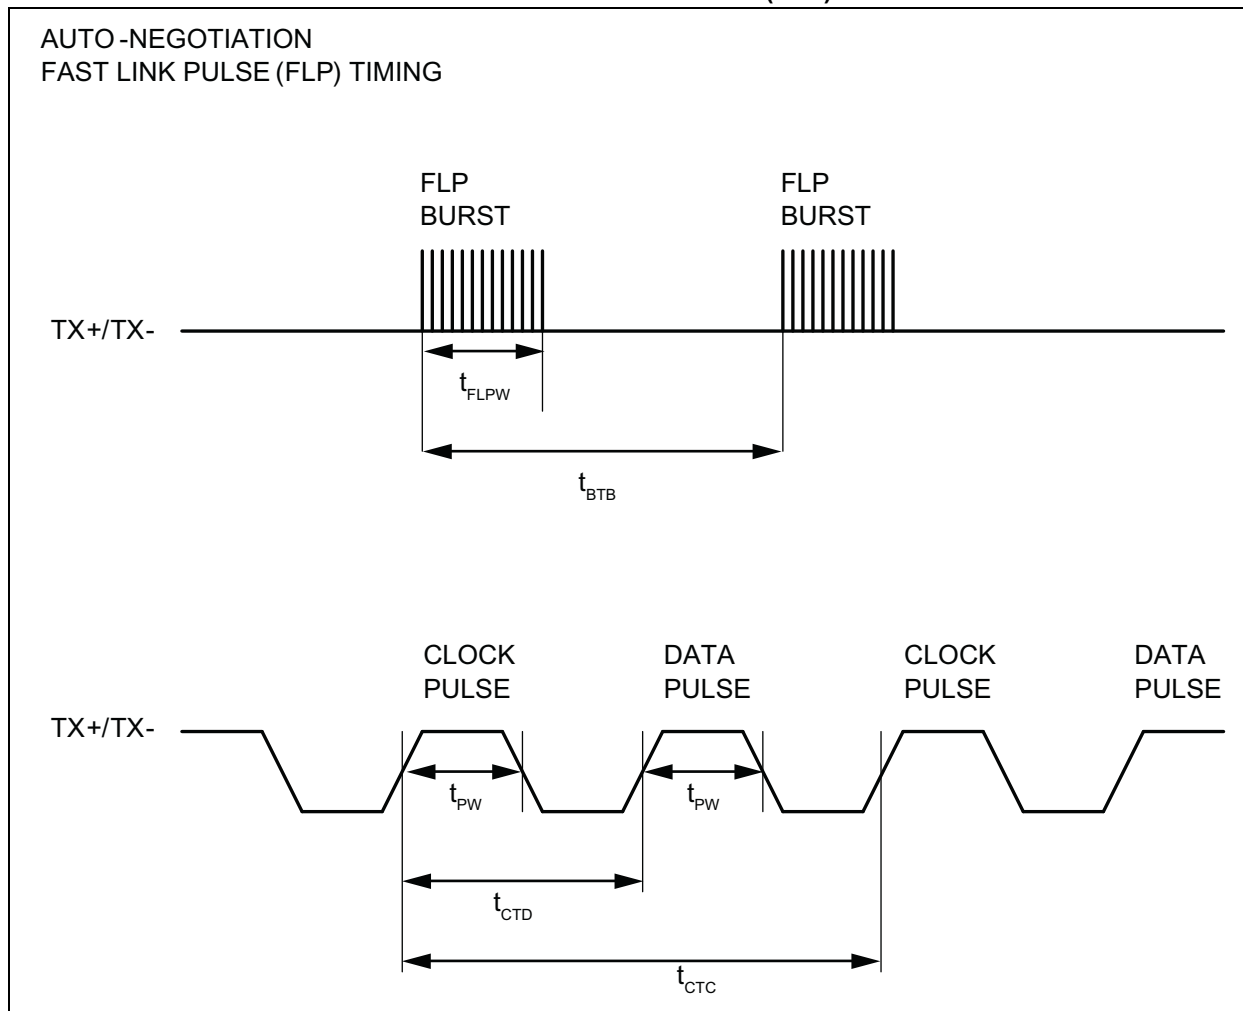 AUTO-NEGOTIATION
FAST LINK PULSE (FLP) TIMING
FLP
BURST
FLP
BURST
TX+/TX-
tFLPW
tBTB
CLOCK
PULSE
DATA
PULSE
CLOCK
PULSE
DATA
PULSE
TX+/TX-
tPW
tPW
tCTD
tCTC